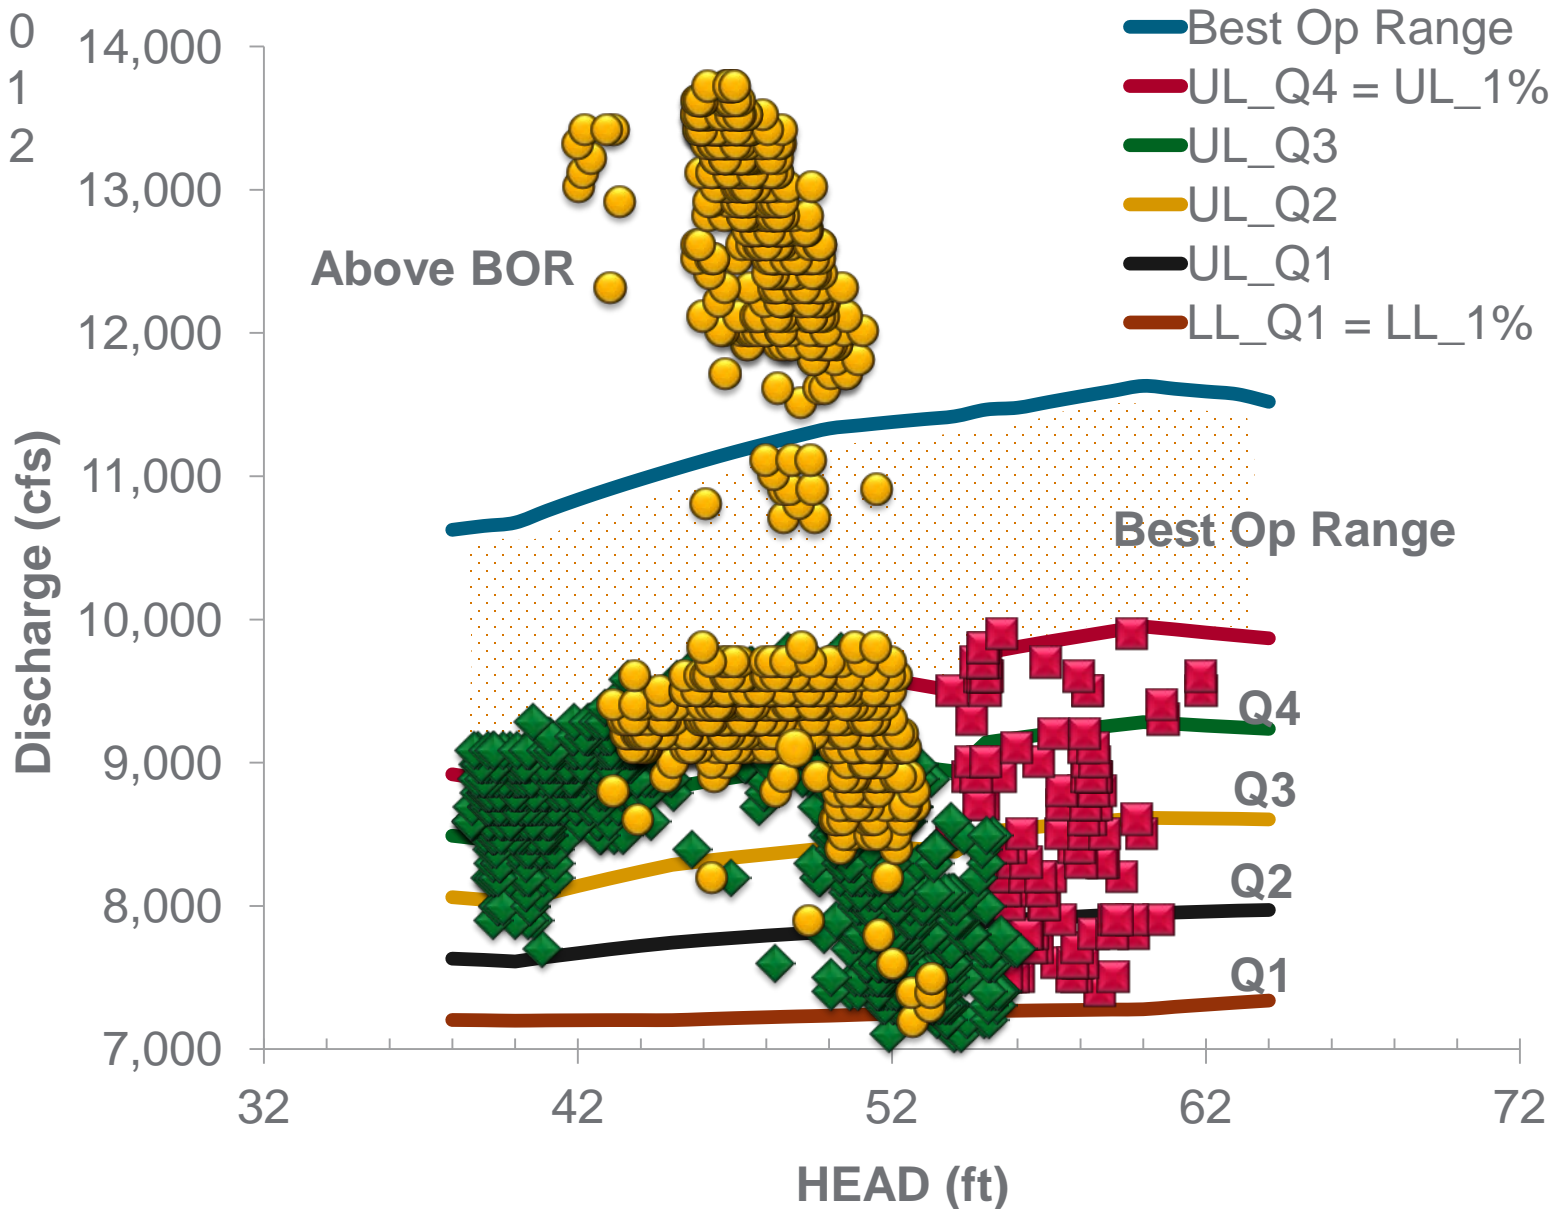 0
1
2
14,000
13,000
12,000
11,000
10,000
9,000
8,000
7,000
Discharge (cfs)
Best Op Range
UL_Q4 = UL_1%
UL_Q3
UL_Q2
UL_Q1
LL_Q1 = LL_1%
Above BOR
Best Op Range
Q4
Q3
Q2
Q1
32 42 52 62 72
HEAD (ft)